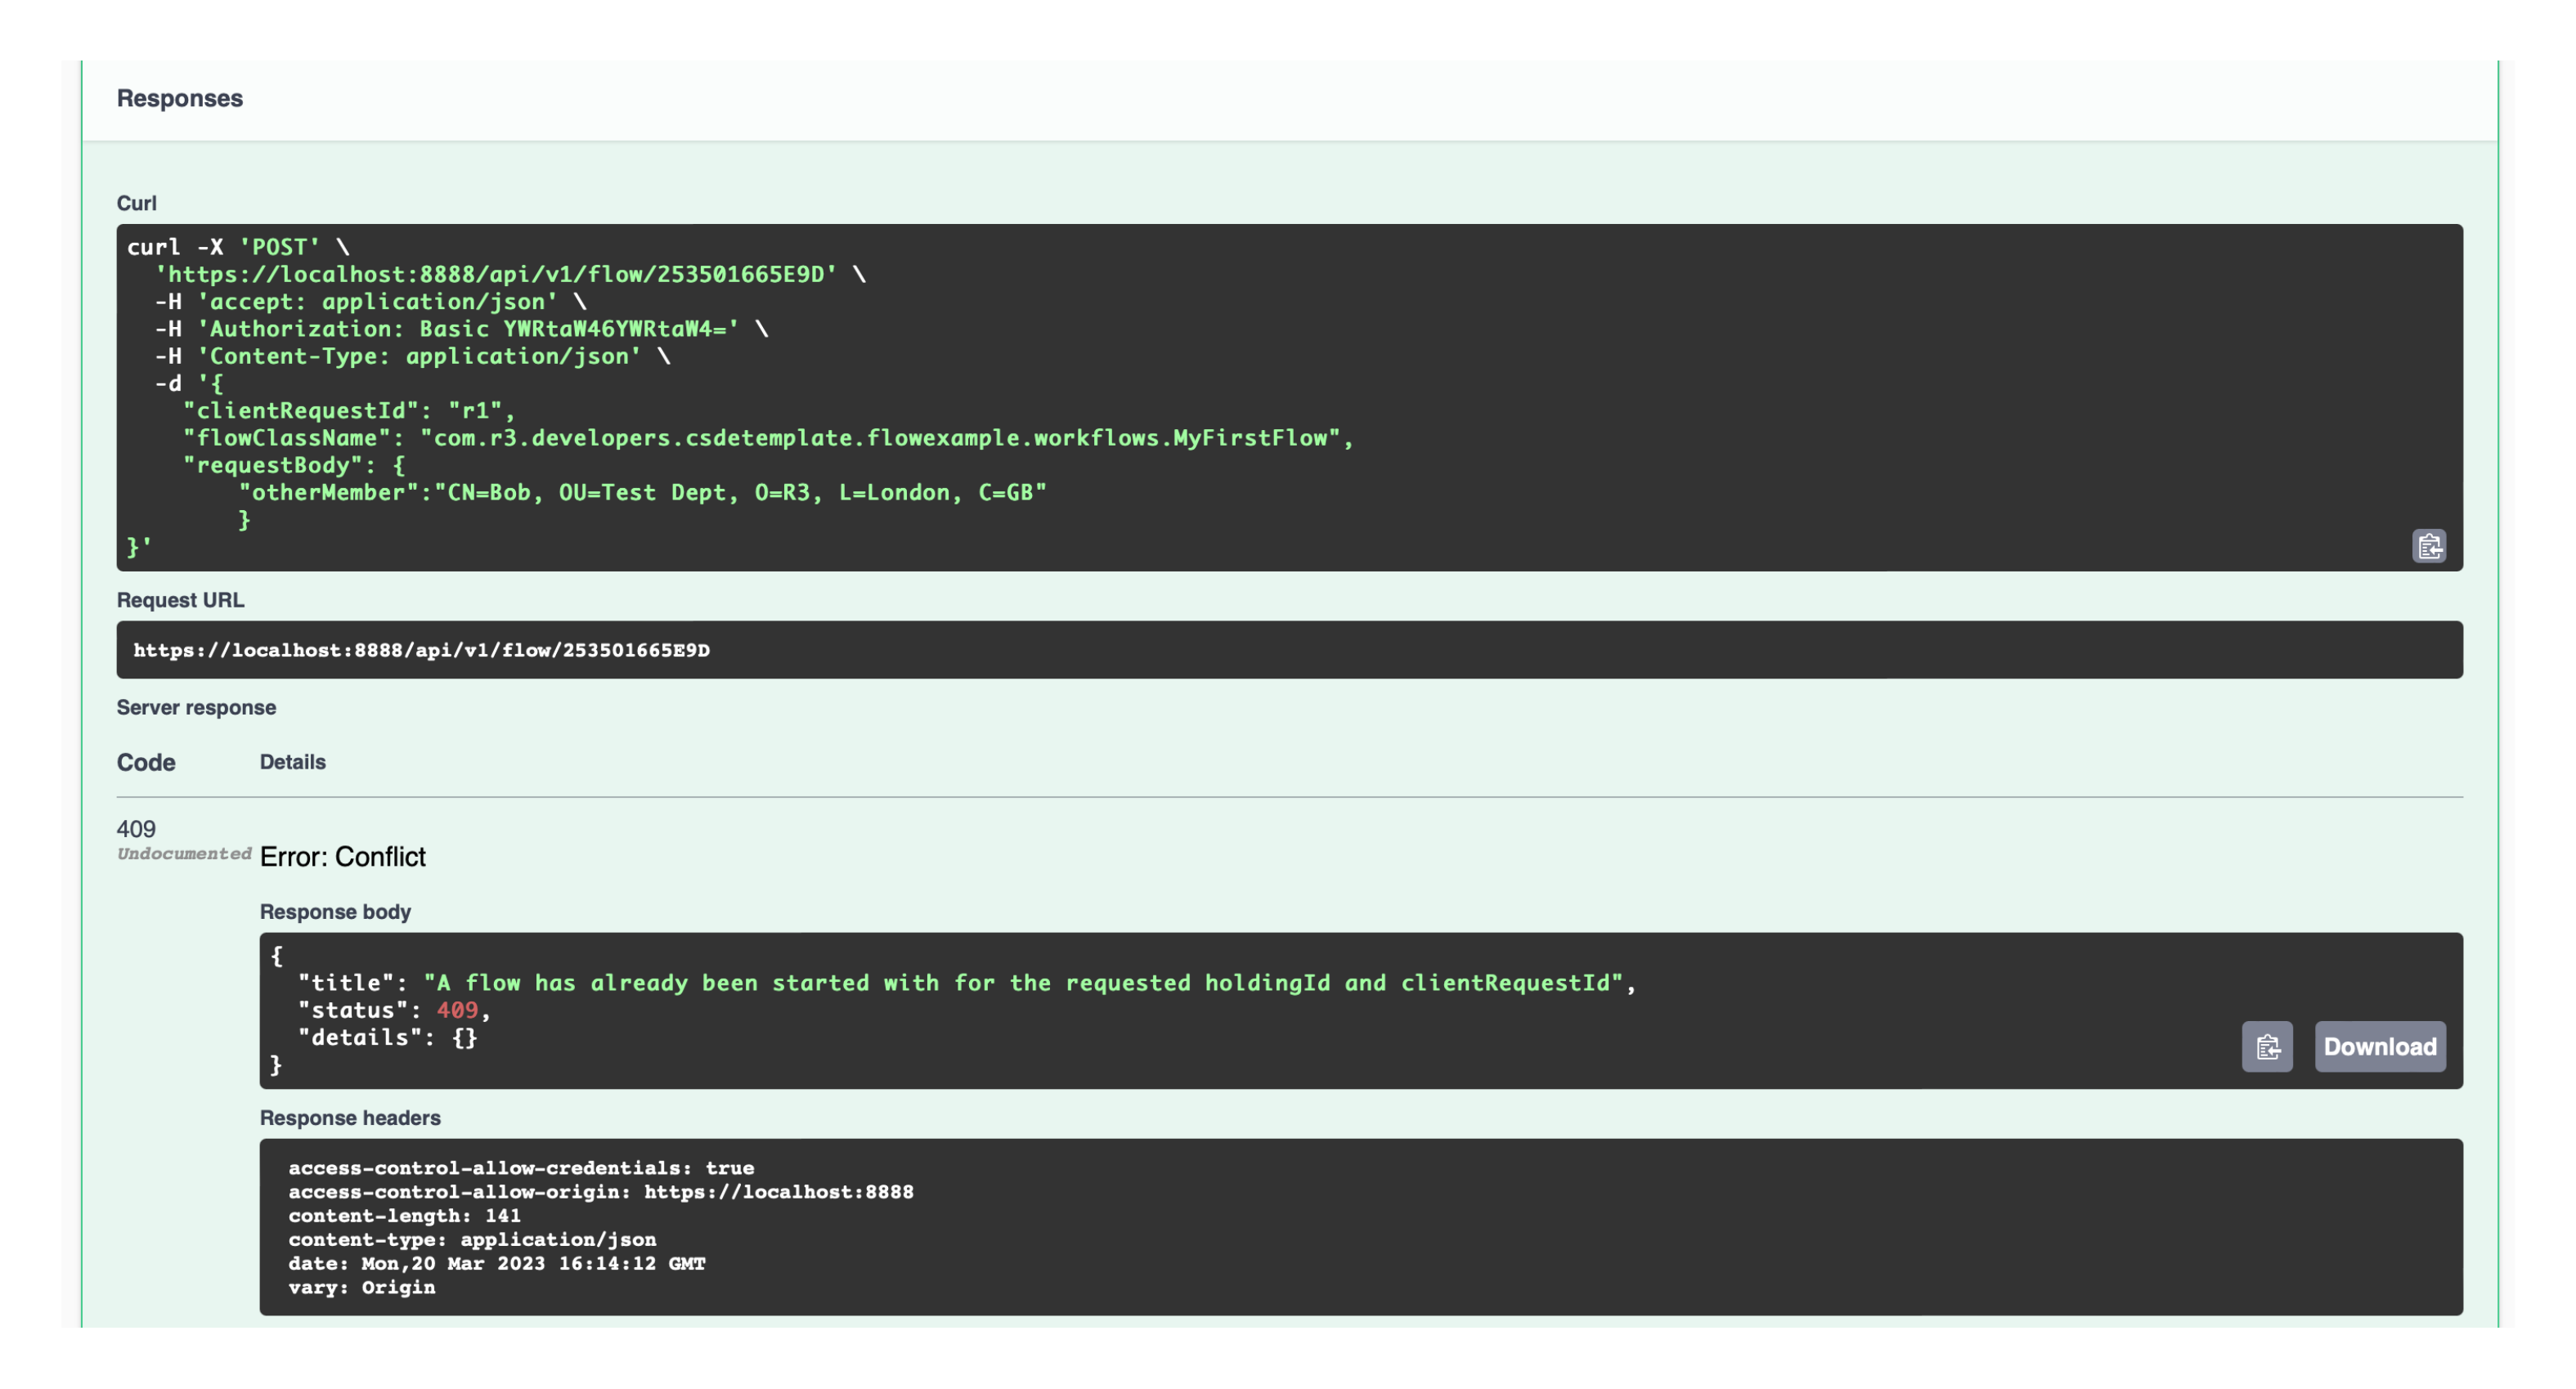 Responses
Curl
curl -X 'POST' \
  'https://localhost:8888/api/v1/flow/253501665E9D' \
  -H 'accept: application/json' \
  -H 'Authorization: Basic YWRtaW46YWRtaW4=' \
  -H 'Content-Type: application/json' \
  -d '{
    "clientRequestId": "r1",
    "flowClassName": "com.r3.developers.csdetemplate.flowexample.workflows.MyFirstFlow",
    "requestBody": {
        "otherMember":"CN=Bob, OU=Test Dept, O=R3, L=London, C=GB"
        }
}'
Request URL
https://localhost:8888/api/v1/flow/253501665E9D
Server response
Code Details
409
Undocumented Error: Conflict
Response body
{
  "title": "A flow has already been started with for the requested holdingId and clientRequestId",
  "status": 409,
  "details": {}
}
Download
Response headers
access-control-allow-credentials: true
access-control-allow-origin: https://localhost:8888
content-length: 141
content-type: application/json
date: Mon,20 Mar 2023 16:14:12 GMT
vary: Origin